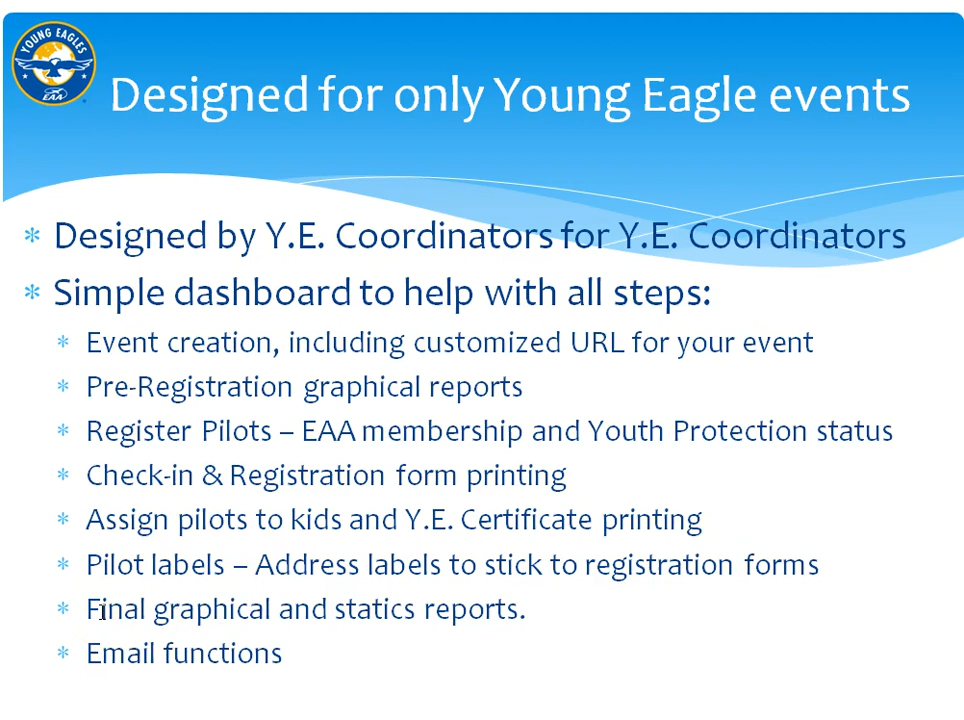 YOUNG EAGLES
EAA
Designed for only Young Eagle events
* Designed by Y.E. Coordinators for Y.E. Coordinators
* Simple dashboard to help with all steps:
* Event creation, including customized URL for your event
* Pre-Registration graphical reports
* Register Pilots – EAA membership and Youth Protection status
* Check-in & Registration form printing
* Assign pilots to kids and Y.E. Certificate printing
* Pilot labels – Address labels to stick to registration forms
* Final graphical and statics reports.
* Email functions